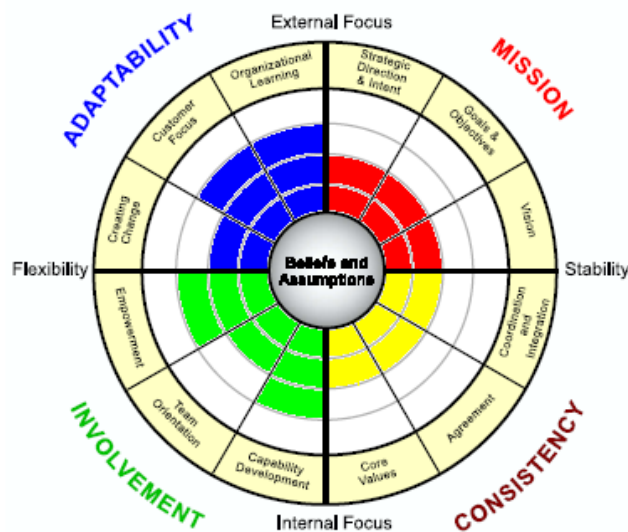 External Focus
ADAPTABILITY
MISSION
Organizational
Learning
Strategic
Direction
& Intent
Customer
Focus
Goals &
Objectives
Creating
Change
Vision
Flexibility
Beliefs and
Assumptions
Stability
Empowerment
Coordination
and
Integration
Team
Orientation
Agreement
Capability
Development
Core
Values
INVOLVEMENT
CONSISTENCY
Internal Focus